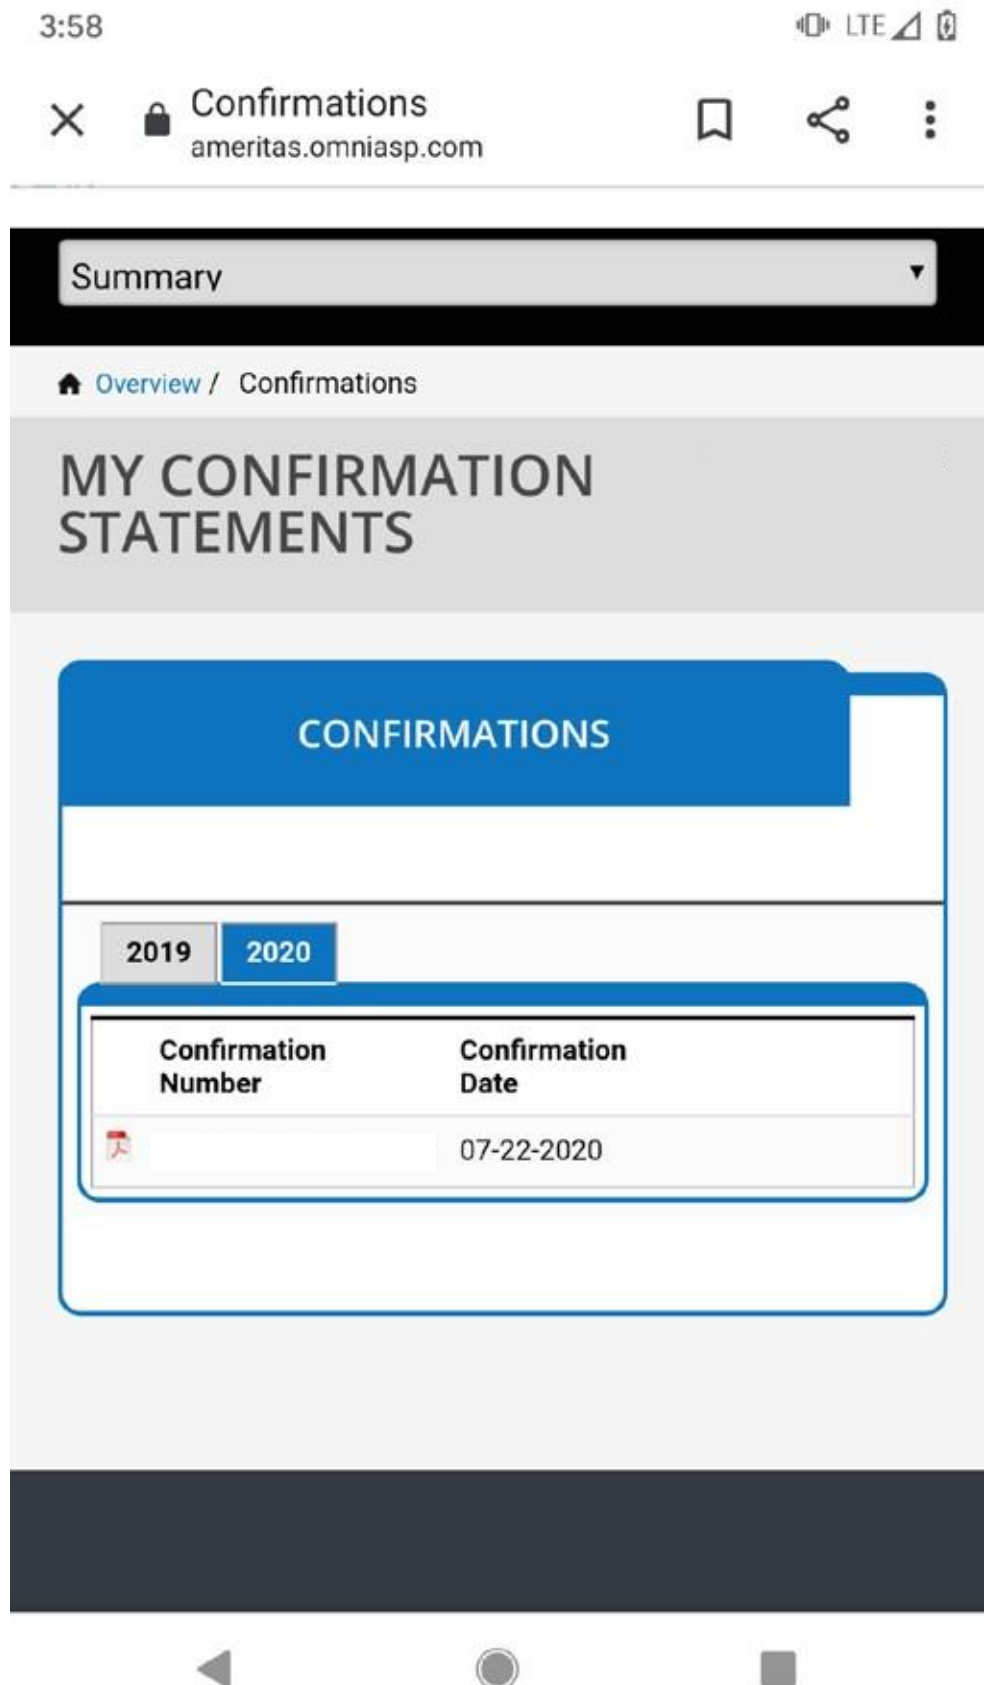 3:58 LTE
Confirmations
ameritas.omniasp.com
Summary
Overview / Confirmations
MY CONFIRMATION
STATEMENTS
CONFIRMATIONS
2019 2020
Confirmation Confirmation
Number Date
07-22-2020